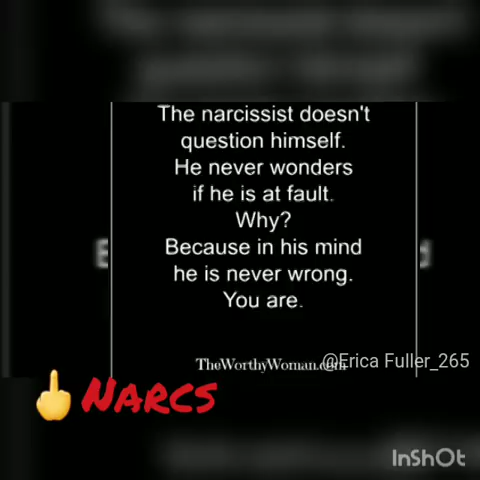 The narcissist doesn't
question himself.
He never wonders
if he is at fault.
Why?
Because in his mind
he is never wrong.
You are.
TheWorthyWoman.com
@Erica Fuller_265
NARCS
InShOt